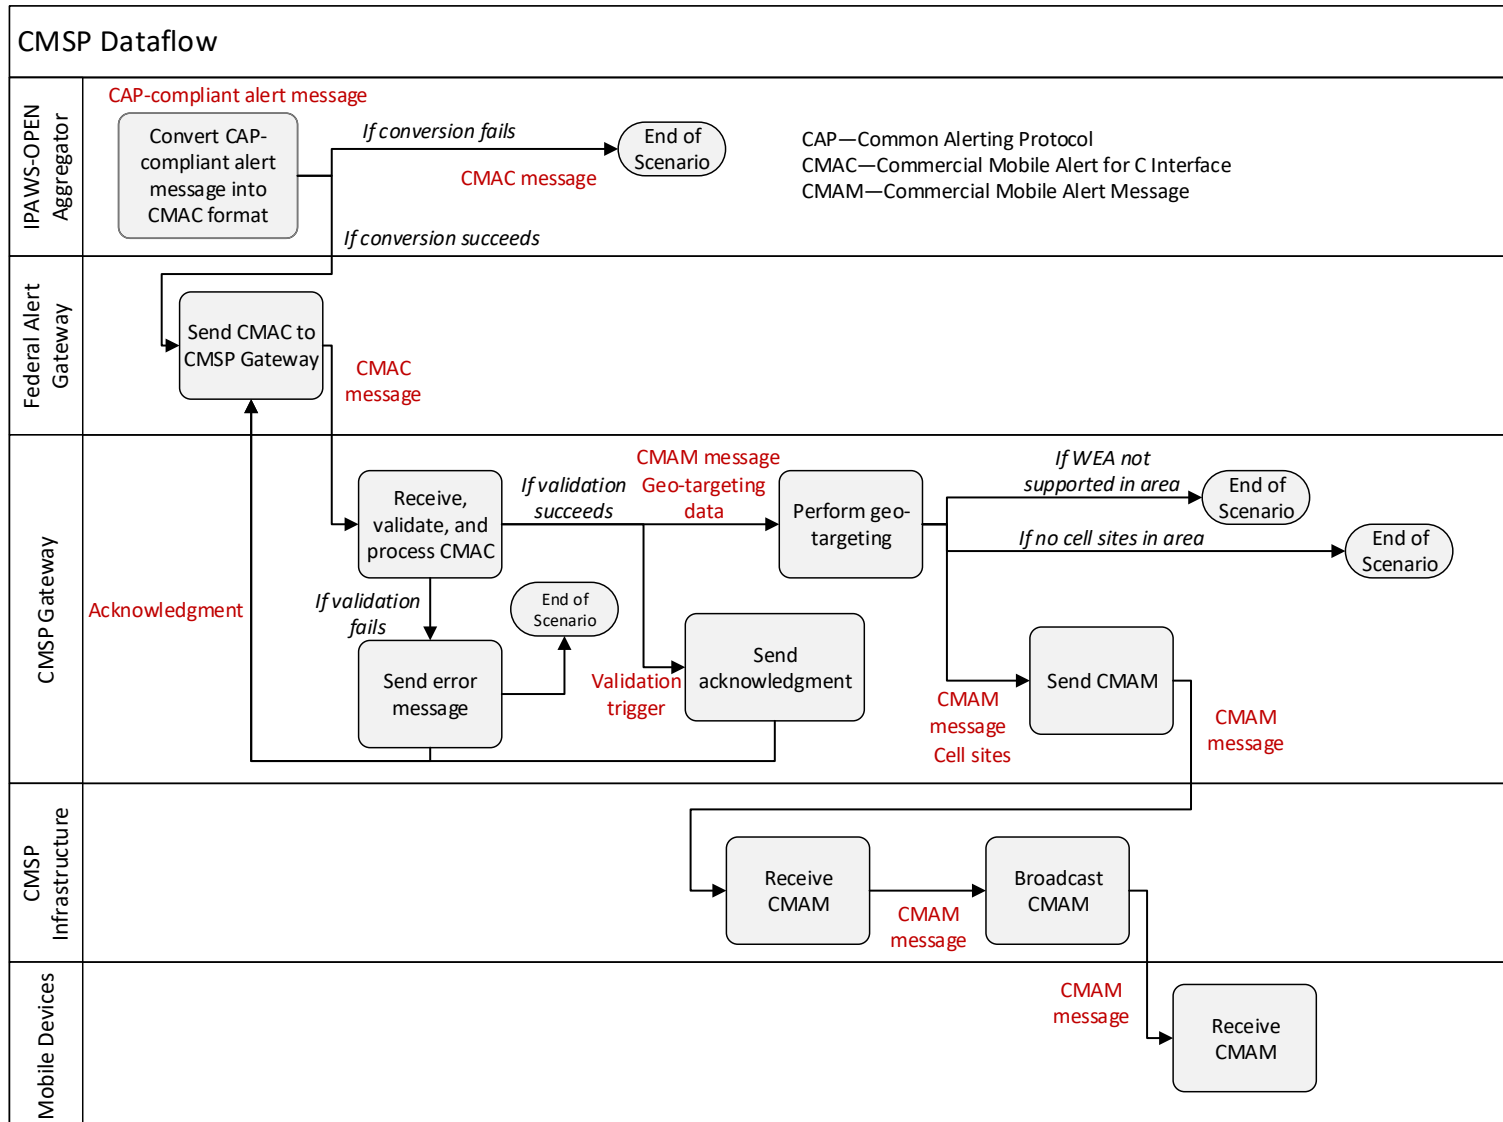 CMSP Dataflow
IPAWS-OPEN
Aggregator
CAP-compliant alert message
Convert CAP-
compliant alert
message into
CMAC format
If conversion fails
CMAC message
End of
Scenario
If conversion succeeds
CAP—Common Alerting Protocol
CMAC—Commercial Mobile Alert for C Interface
CMAM—Commercial Mobile Alert Message
Federal Alert
Gateway
Send CMAC to
CMSP Gateway
CMAC
message
CMSP Gateway
Acknowledgment
Receive,
validate, and
process CMAC
If validation
succeeds
CMAM message
Geo-targeting
data
Perform geo-
targeting
If WEA not
supported in area
End of
Scenario
If no cell sites in area
End of
Scenario
If validation
fails
End of
Scenario
Send error
message
Validation
trigger
Send
acknowledgment
CMAM
message
Cell sites
Send CMAM
CMAM
message
CMSP
Infrastructure
Receive
CMAM
CMAM
message
Broadcast
CMAM
Mobile Devices
CMAM
message
Receive
CMAM